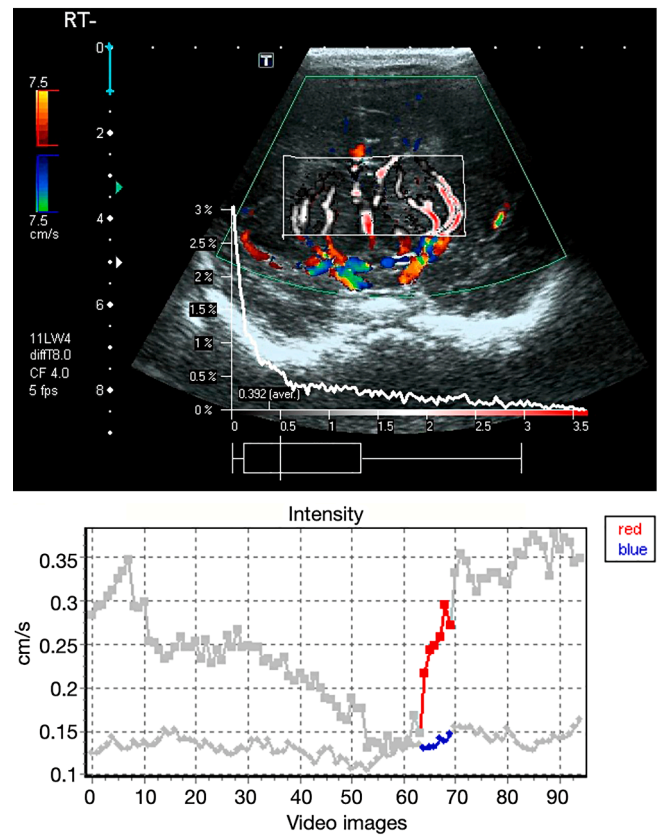 RT-
T
0
7.5
2
7.5
cm/s
4
3 %
2.5%
2%
1.5%
1%
0.5%
0.392 (aver.)
0 %
6
11LW4
diffT8.0
CF 4.0
5 fps
8
0 0.5 1 1.5 2 2.5 3 3.5
Intensity
red
blue
0.35
0.3
0.25
0.2
0.15
0.1
cm/s
0 10 20 30 40 50 60 70 80 90
Video images